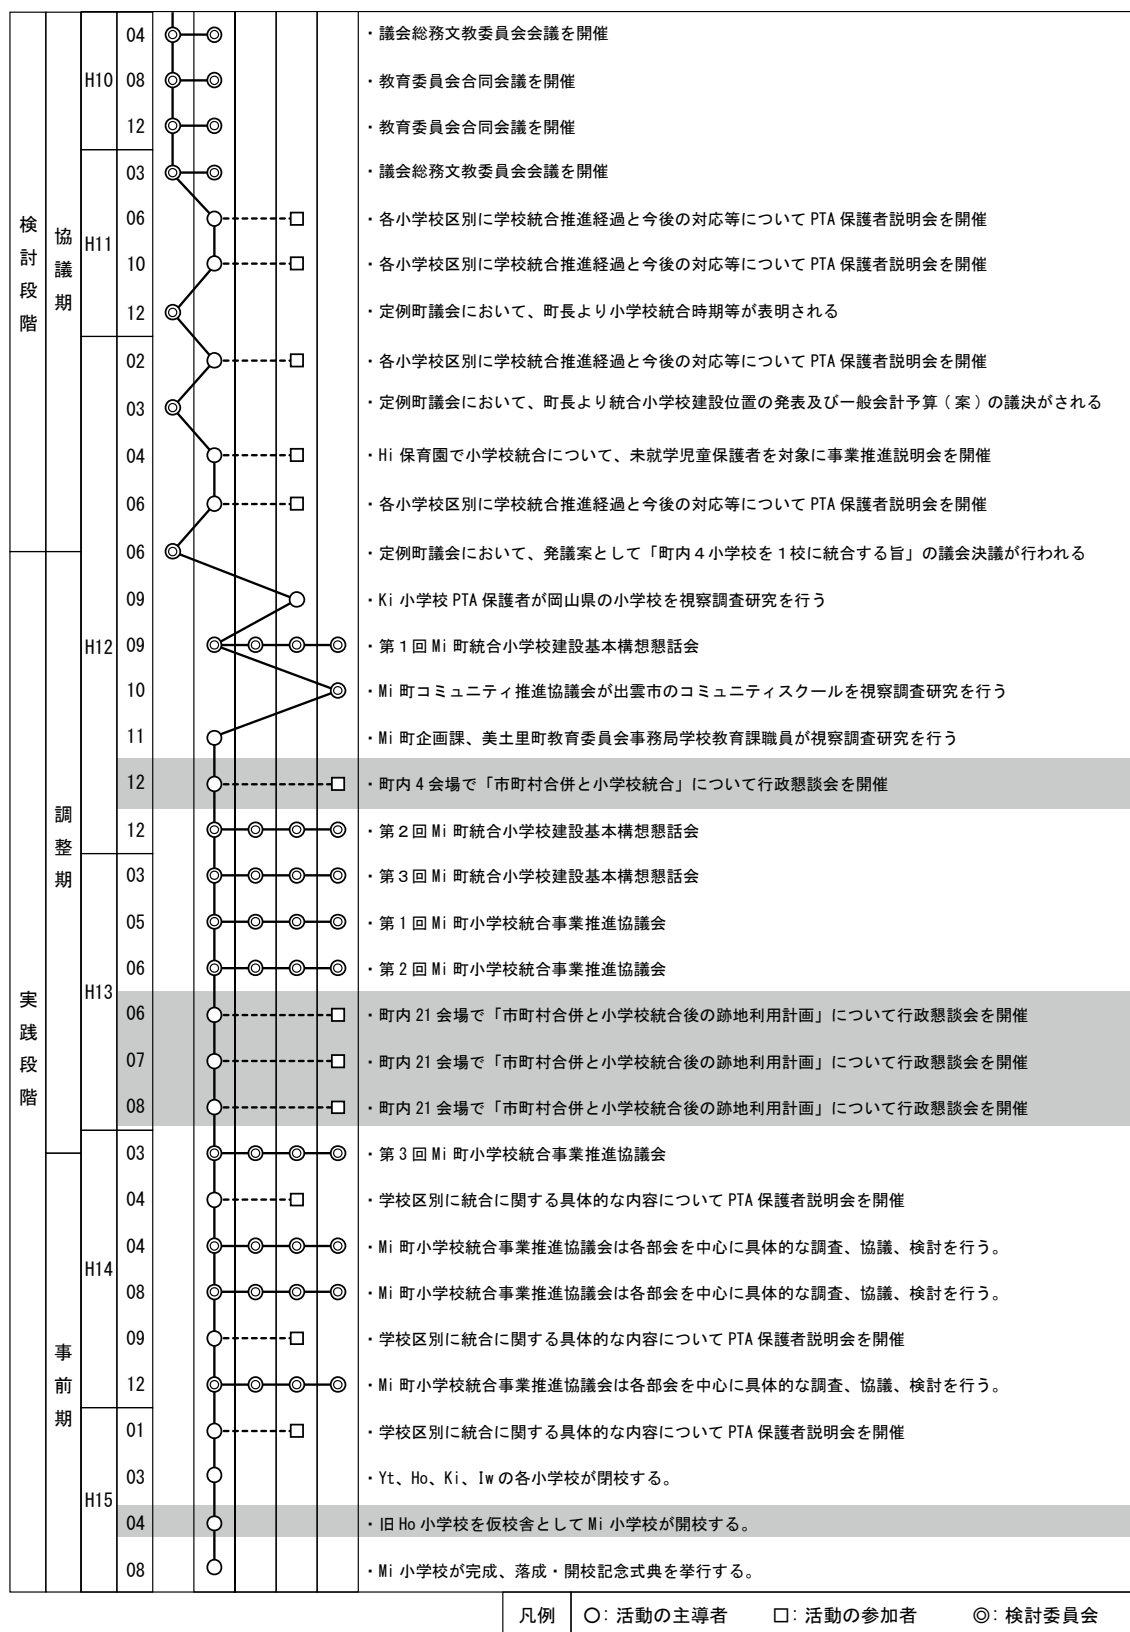 検討段階
協議期
H10
04 ・議会総務文教委員会会議を開催
08 ・教育委員会合同会議を開催
12 ・教育委員会合同会議を開催
H11
03 ・議会総務文教委員会会議を開催
06 ・各小学校区別に学校統合推進経過と今後の対応等について PTA 保護者説明会を開催
10 ・各小学校区別に学校統合推進経過と今後の対応等について PTA 保護者説明会を開催
12 ・定例町議会において、町長より小学校統合時期等が表明される
H12
02 ・各小学校区別に学校統合推進経過と今後の対応等について PTA 保護者説明会を開催
03 ・定例町議会において、町長より統合小学校建設位置の発表及び一般会計予算(案)の議決がされる
04 ・Hi 保育園で小学校統合について、未就学児童保護者を対象に事業推進説明会を開催
06 ・各小学校区別に学校統合推進経過と今後の対応等について PTA 保護者説明会を開催
実践段階
調整期
06 ・定例町議会において、発議案として「町内4小学校を1校に統合する旨」の議会決議が行われる
09 ・Ki 小学校 PTA 保護者が岡山県の小学校を視察調査研究を行う
09 ・第1回 Mi 町統合小学校建設基本構想懇話会
10 ・Mi 町コミュニティ推進協議会が出雲市のコミュニティスクールを視察調査研究を行う
11 ・Mi 町企画課、美土里町教育委員会事務局学校教育課職員が視察調査研究を行う
12 ・町内 4 会場で「市町村合併と小学校統合」について行政懇談会を開催
12 ・第2回 Mi 町統合小学校建設基本構想懇話会
H13
03 ・第3回 Mi 町統合小学校建設基本構想懇話会
05 ・第1回 Mi 町小学校統合事業推進協議会
06 ・第2回 Mi 町小学校統合事業推進協議会
06 ・町内 21 会場で「市町村合併と小学校統合後の跡地利用計画」について行政懇談会を開催
07 ・町内 21 会場で「市町村合併と小学校統合後の跡地利用計画」について行政懇談会を開催
08 ・町内 21 会場で「市町村合併と小学校統合後の跡地利用計画」について行政懇談会を開催
H14
03 ・第3回 Mi 町小学校統合事業推進協議会
事前期
04 ・学校区別に統合に関する具体的な内容について PTA 保護者説明会を開催
04 ・Mi 町小学校統合事業推進協議会は各部会を中心に具体的な調査、協議、検討を行う。
08 ・Mi 町小学校統合事業推進協議会は各部会を中心に具体的な調査、協議、検討を行う。
09 ・学校区別に統合に関する具体的な内容について PTA 保護者説明会を開催
12 ・Mi 町小学校統合事業推進協議会は各部会を中心に具体的な調査、協議、検討を行う。
H15
01 ・学校区別に統合に関する具体的な内容について PTA 保護者説明会を開催
03 ・Yt、Ho、Ki、Iw の各小学校が閉校する。
04 ・旧 Ho 小学校を仮校舎として Mi 小学校が開校する。
08 ・Mi 小学校が完成、落成・開校記念式典を挙行する。
凡例 ○: 活動の主導者 □: 活動の参加者 ◎: 検討委員会